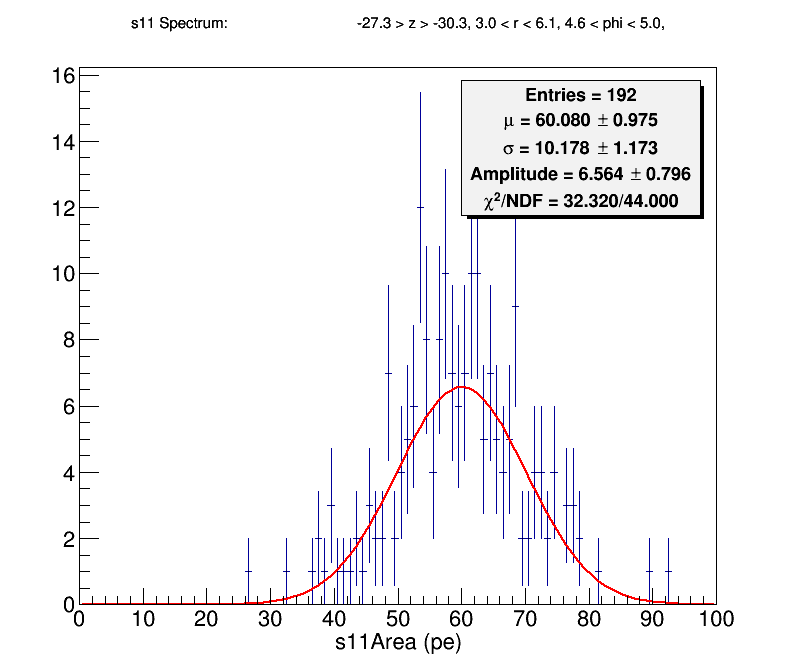 s11 Spectrum: -27.3 > z > -30.3, 3.0 < r < 6.1, 4.6 < phi < 5.0,
Entries = 192
μ = 60.080 ± 0.975
σ = 10.178 ± 1.173
Amplitude = 6.564 ± 0.796
χ²/NDF = 32.320/44.000
16
14
12
10
8
6
4
2
0
0 10 20 30 40 50 60 70 80 90 100
s11Area (pe)